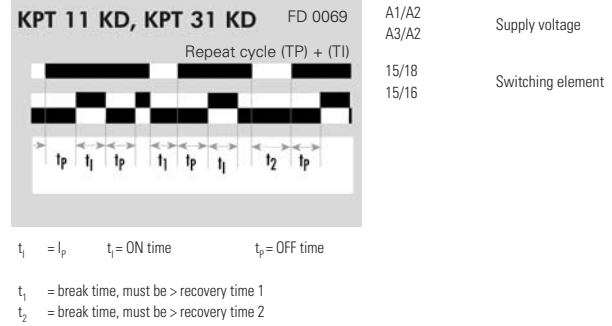 KPT 11 KD, KPT 31 KD FD 0069
Repeat cycle (TP) + (TI)
A1/A2
A3/A2
Supply voltage
15/18
15/16
Switching element
tP tI tP t1 tP tI t2 tP
tI = IP tI = ON time tP = OFF time
t1 = break time, must be > recovery time 1
t2 = break time, must be > recovery time 2